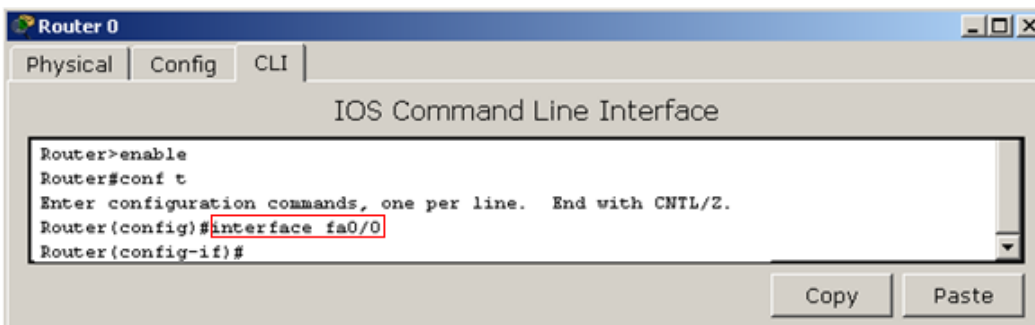 Router 0
Physical Config CLI
IOS Command Line Interface
Router>enable
Router#conf t
Enter configuration commands, one per line.  End with CNTL/Z.
Router(config)#interface fa0/0
Router(config-if)#
Copy Paste